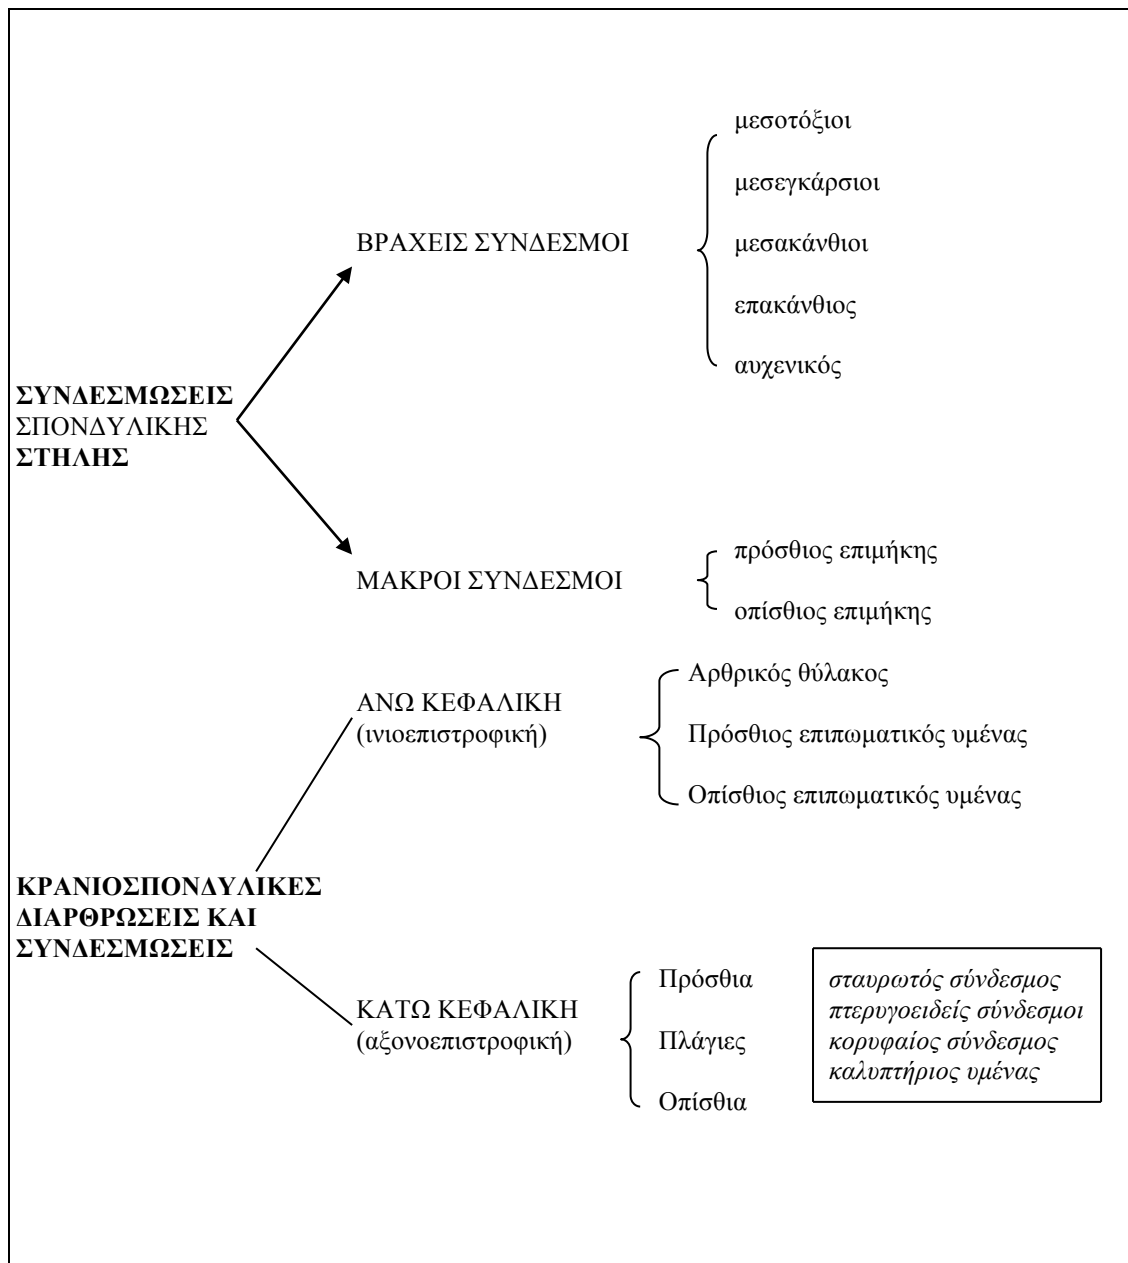 μεσοτόξιοι
μεσεγκάρσιοι
ΒΡΑΧΕΙΣ ΣΥΝΔΕΣΜΟΙ
μεσακάνθιοι
επακάνθιος
αυχενικός
ΣΥΝΔΕΣΜΩΣΕΙΣ
ΣΠΟΝΔΥΛΙΚΗΣ
ΣΤΗΛΗΣ
πρόσθιος επιμήκης
ΜΑΚΡΟΙ ΣΥΝΔΕΣΜΟΙ
οπίσθιος επιμήκης
Αρθρικός θύλακος
ΑΝΩ ΚΕΦΑΛΙΚΗ
(ινιοεπιστροφική)
Πρόσθιος επιπωματικός υμένας
Οπίσθιος επιπωματικός υμένας
ΚΡΑΝΙΟΣΠΟΝΔΥΛΙΚΕΣ
ΔΙΑΡΘΡΩΣΕΙΣ ΚΑΙ
ΣΥΝΔΕΣΜΩΣΕΙΣ
ΚΑΤΩ ΚΕΦΑΛΙΚΗ
(αξονοεπιστροφική)
Πρόσθια
Πλάγιες
Οπίσθια
σταυρωτός σύνδεσμος
πτερυγοειδείς σύνδεσμοι
κορυφαίος σύνδεσμος
καλυπτήριος υμένας